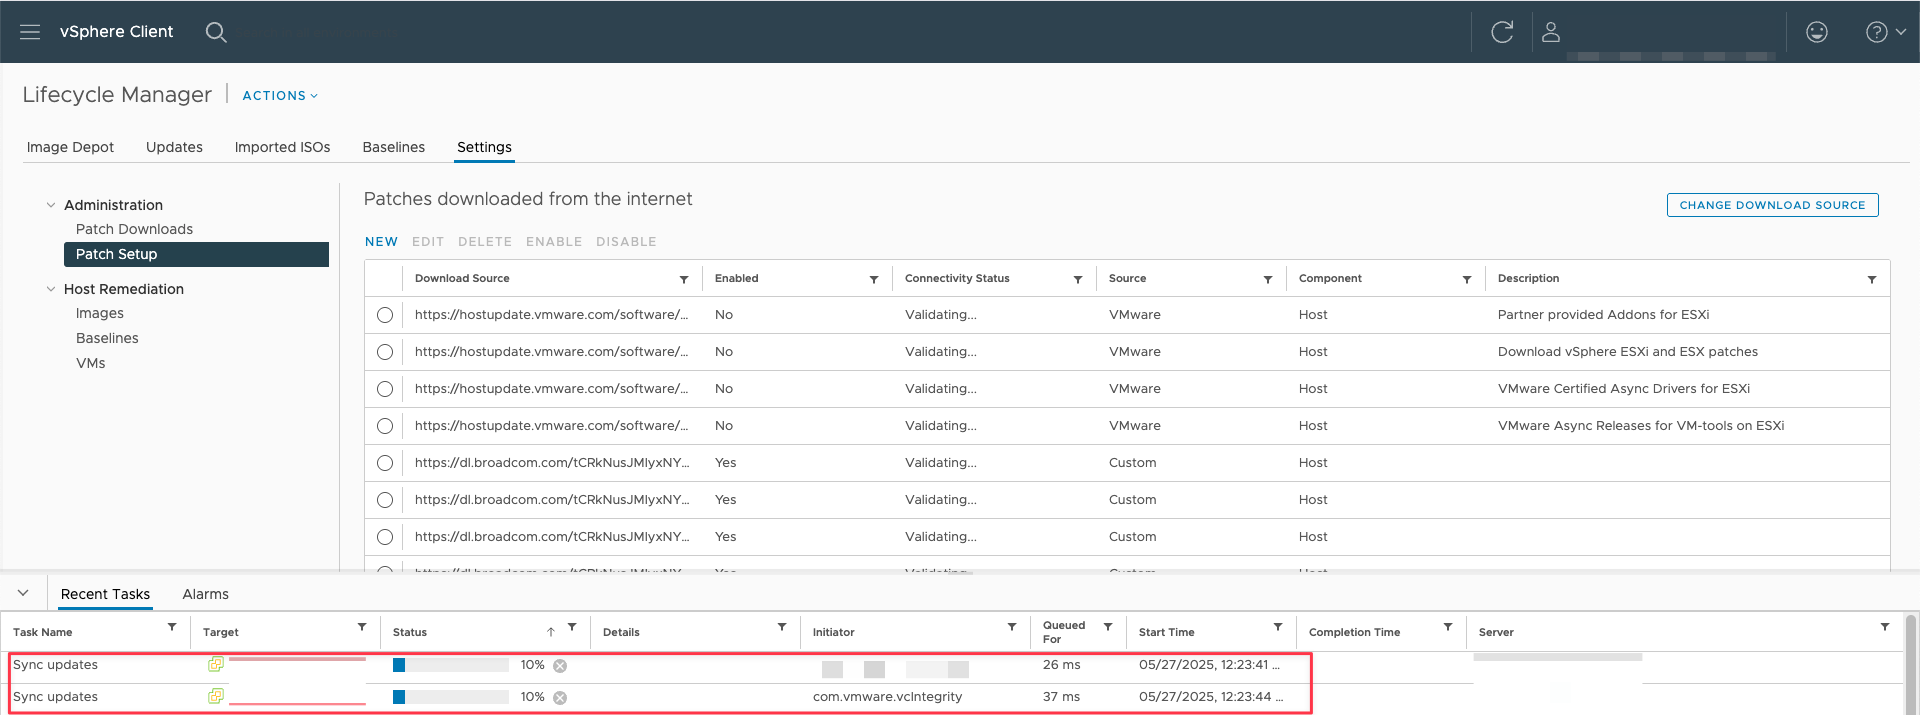 vSphere Client
Lifecycle Manager ACTIONS
Image Depot Updates Imported ISOs Baselines Settings
Administration
Patch Downloads
Patch Setup
Host Remediation
Images
Baselines
VMs
Patches downloaded from the internet
CHANGE DOWNLOAD SOURCE
NEW EDIT DELETE ENABLE DISABLE
Download Source Enabled Connectivity Status Source Component Description
https://hostupdate.vmware.com/software/... No Validating... VMware Host Partner provided Addons for ESXi
https://hostupdate.vmware.com/software/... No Validating... VMware Host Download vSphere ESXi and ESX patches
https://hostupdate.vmware.com/software/... No Validating... VMware Host VMware Certified Async Drivers for ESXi
https://hostupdate.vmware.com/software/... No Validating... VMware Host VMware Async Releases for VM-tools on ESXi
https://dl.broadcom.com/tCRkNusJMlyxNY... Yes Validating... Custom Host
https://dl.broadcom.com/tCRkNusJMlyxNY... Yes Validating... Custom Host
https://dl.broadcom.com/tCRkNusJMlyxNY... Yes Validating... Custom Host
Recent Tasks Alarms
Task Name Target Status Details Initiator Queued For Start Time Completion Time Server
Sync updates 10% 26 ms 05/27/2025, 12:23:41 ...
Sync updates 10% com.vmware.vcIntegrity 37 ms 05/27/2025, 12:23:44 ...